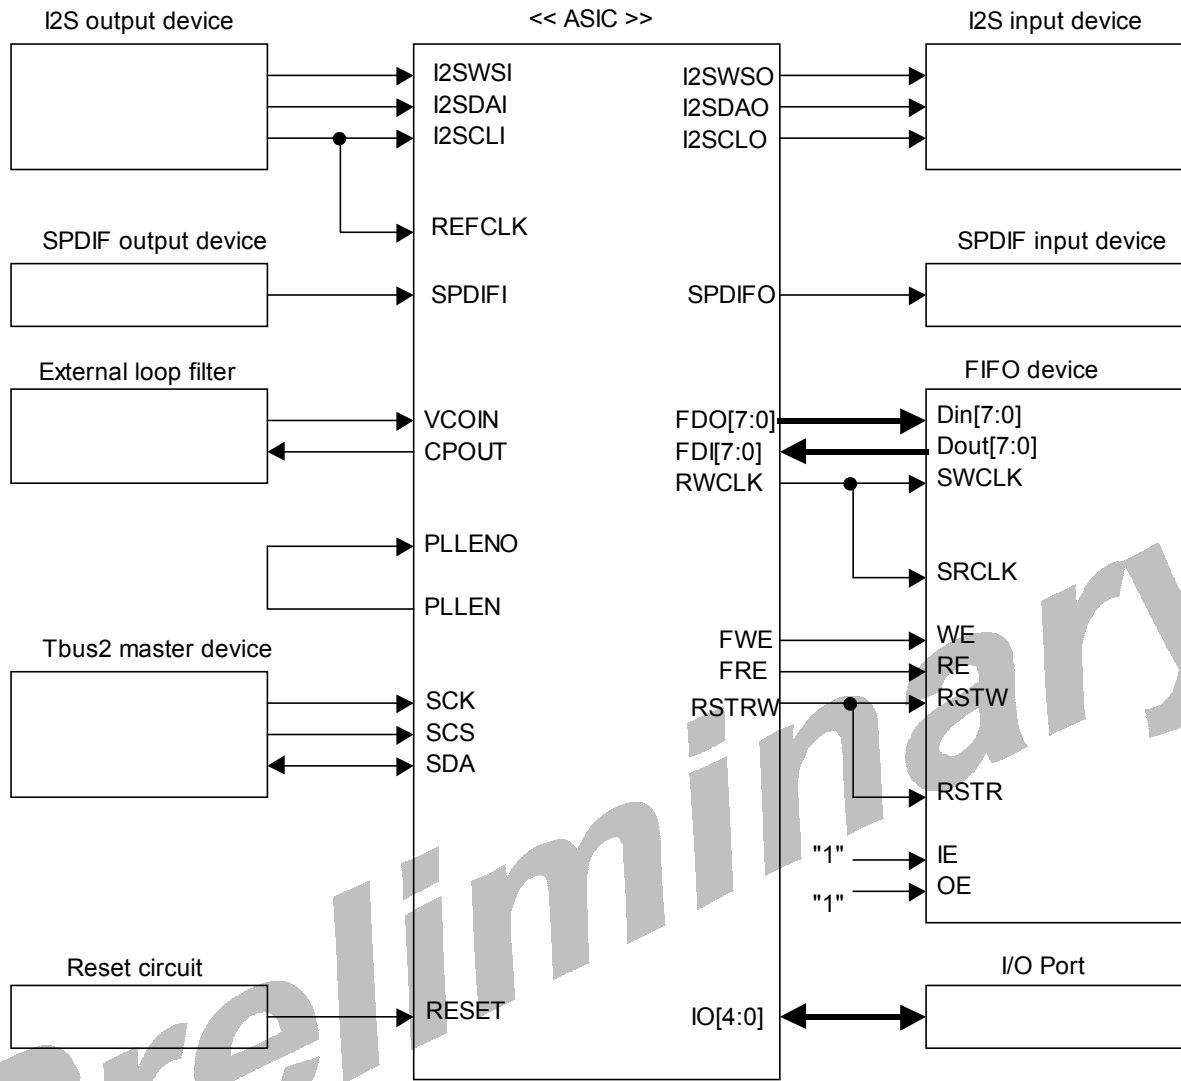 I2S output device
<< ASIC >>
I2S input device
I2SWSI
I2SWSO
I2SDAI
I2SDAO
I2SCLI
I2SCLO
REFCLK
SPDIF output device
SPDIF input device
SPDIFI
SPDIFO
External loop filter
FIFO device
VCOIN
FDO[7:0]
Din[7:0]
CPOUT
FDI[7:0]
Dout[7:0]
RWCLK
SWCLK
PLLENO
SRCLK
PLLEN
FWE
WE
Tbus2 master device
FRE
RE
SCK
RSTRW
RSTW
SCS
SDA
RSTR
"1"
IE
"1"
OE
Reset circuit
I/O Port
RESET
IO[4:0]
preliminary